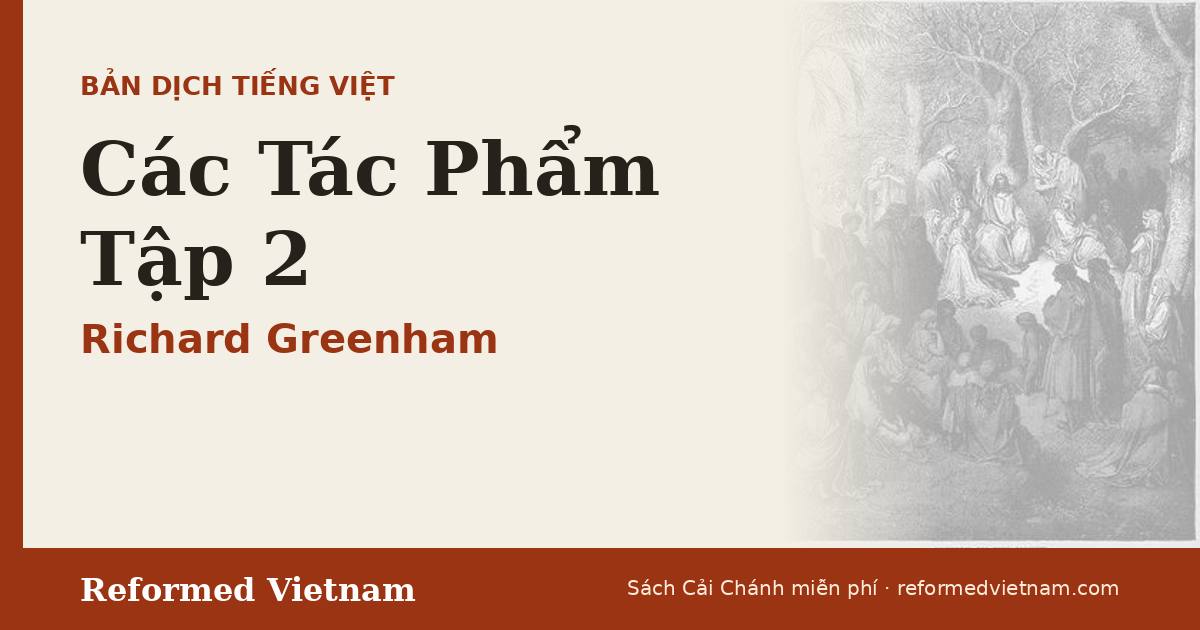 BẢN DỊCH TIẾNG VIỆT
Các Tác Phẩm
Tập 2
Richard Greenham
Reformed Vietnam
Sách Cải Chánh miễn phí · reformedvietnam.com